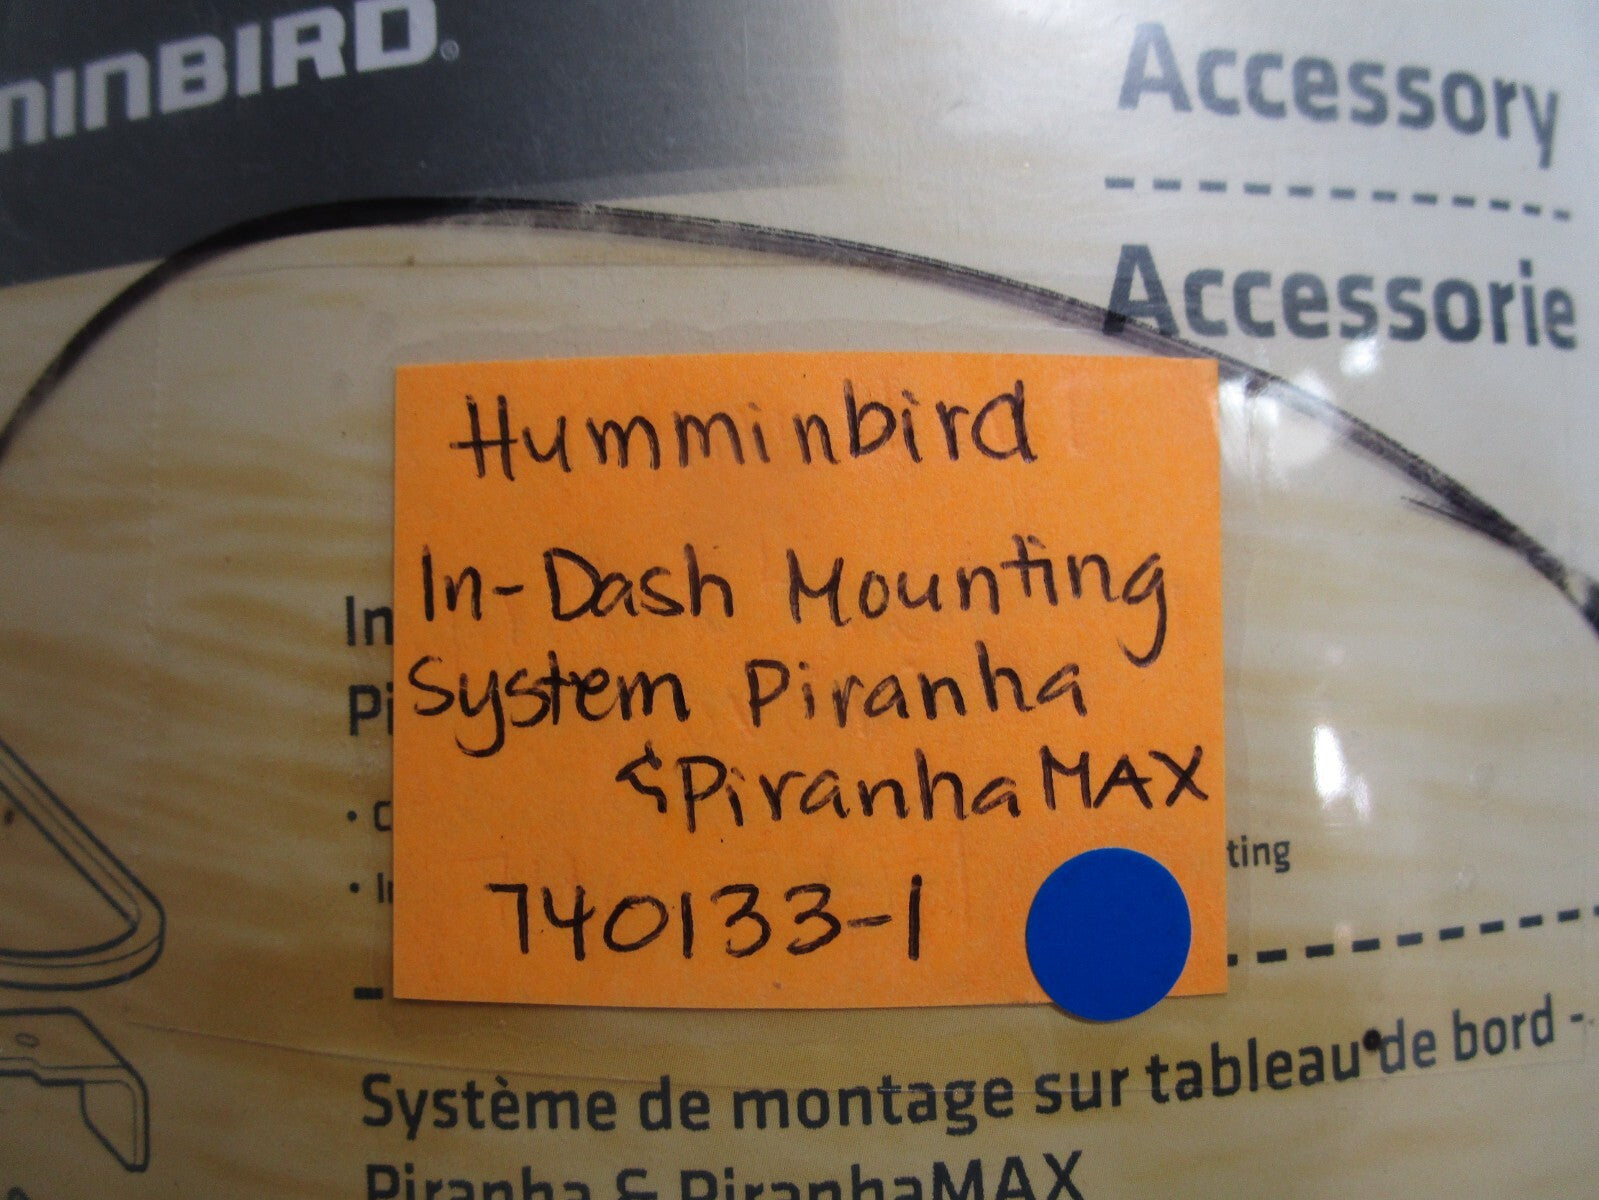 MINBIRD®
Accessory
Accessorie
Humminbird
In-Dash Mounting
System Piranha
& Piranha MAX
740133-1
In
Pi
ting
Système de montage sur tableau de bord -
Piranha & PiranhaMAX